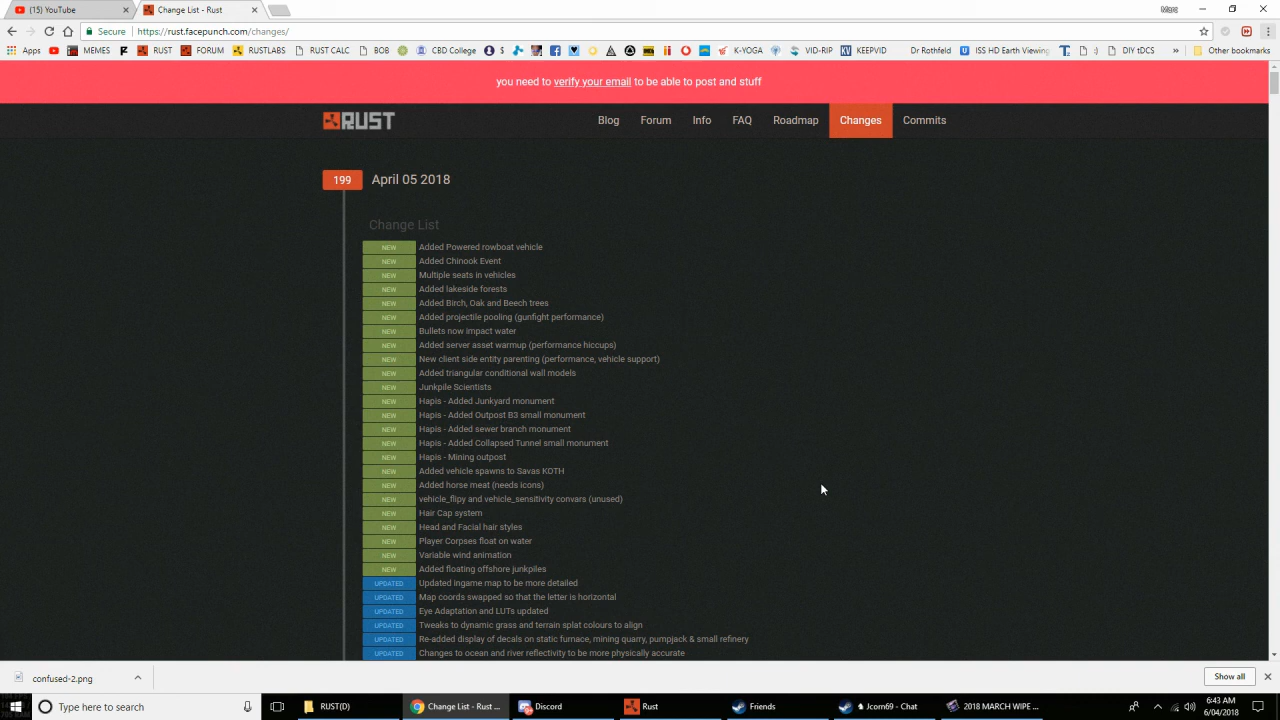 (15) YouTube
Change List - Rust
Marc
Secure
https://rust.facepunch.com/changes/
Apps
MEMES
RUST
FORUM
RUSTLABS
RUST CALC
BOB
CBD College
$
K-YOGA
VID-RIP
KEEPVID
Dr Rothfeld
ISS HD Earth Viewing
DIY tDCs
»
Other bookmarks
you need to verify your email to be able to post and stuff
RUST
Blog
Forum
Info
FAQ
Roadmap
Changes
Commits
199
April 05 2018
Change List
NEW Added Powered rowboat vehicle
NEW Added Chinook Event
NEW Multiple seats in vehicles
NEW Added lakeside forests
NEW Added Birch, Oak and Beech trees
NEW Added projectile pooling (gunfight performance)
NEW Bullets now impact water
NEW Added server asset warmup (performance hiccups)
NEW New client side entity parenting (performance, vehicle support)
NEW Added triangular conditional wall models
NEW Junkpile Scientists
NEW Hapis - Added Junkyard monument
NEW Hapis - Added Outpost B3 small monument
NEW Hapis - Added sewer branch monument
NEW Hapis - Added Collapsed Tunnel small monument
NEW Hapis - Mining outpost
NEW Added vehicle spawns to Savas KOTH
NEW Added horse meat (needs icons)
NEW vehicle_flipy and vehicle_sensitivity convars (unused)
NEW Hair Cap system
NEW Head and Facial hair styles
NEW Player Corpses float on water
NEW Variable wind animation
NEW Added floating offshore junkpiles
UPDATED Updated ingame map to be more detailed
UPDATED Map coords swapped so that the letter is horizontal
UPDATED Eye Adaptation and LUTs updated
UPDATED Tweaks to dynamic grass and terrain splat colours to align
UPDATED Re-added display of decals on static furnace, mining quarry, pumpjack & small refinery
UPDATED Changes to ocean and river reflectivity to be more physically accurate
confused-2.png
Show all
Type here to search
RUST(D)
Change List - Rust ...
Discord
Rust
Friends
Jcorn69 - Chat
2018 MARCH WIPE ...
6:43 AM
6/04/2018